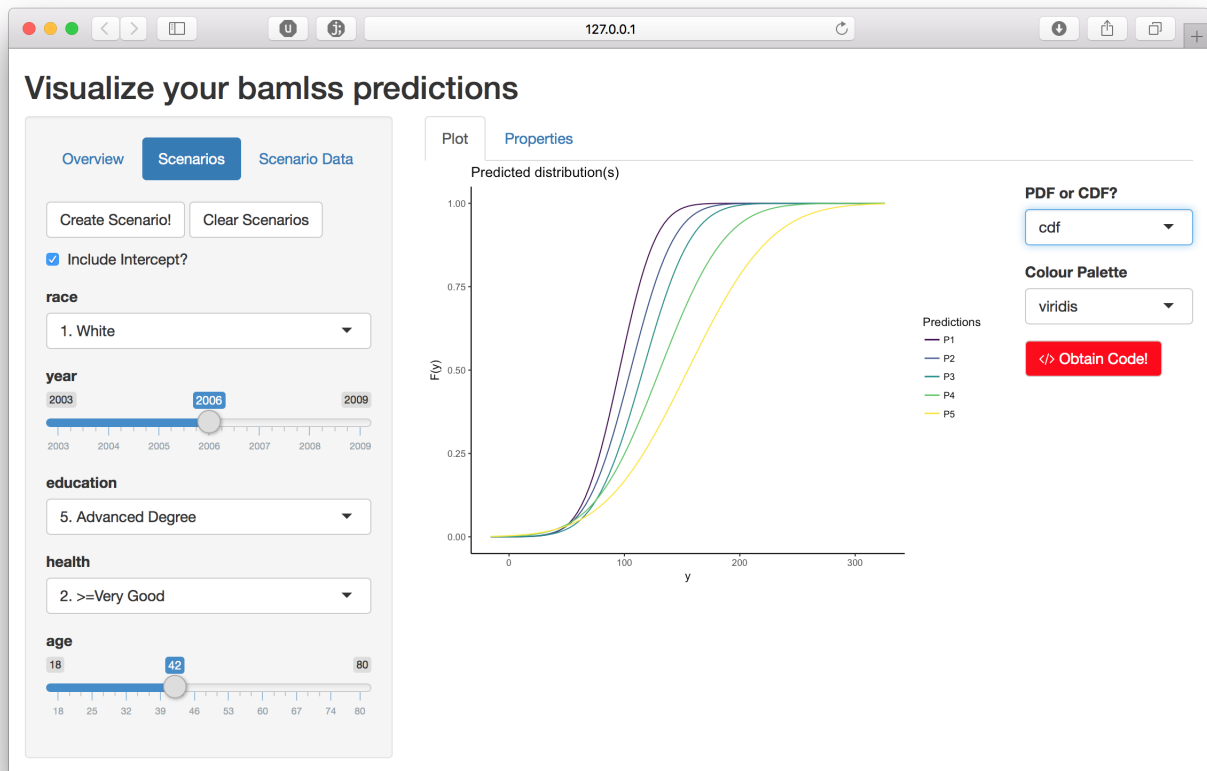 127.0.0.1
Visualize your bamlss predictions
Overview Scenarios Scenario Data
Create Scenario! Clear Scenarios
Include Intercept?
race
1. White
year
2003 2006 2009
2003 2004 2005 2006 2007 2008 2009
education
5. Advanced Degree
health
2. >=Very Good
age
18 42 80
18 25 32 39 46 53 60 67 74 80
Plot Properties
Predicted distribution(s)
1.00
0.75
0.50
0.25
0.00
F(y)
0 100 200 300
y
Predictions
P1
P2
P3
P4
P5
PDF or CDF?
cdf
Colour Palette
viridis
</> Obtain Code!